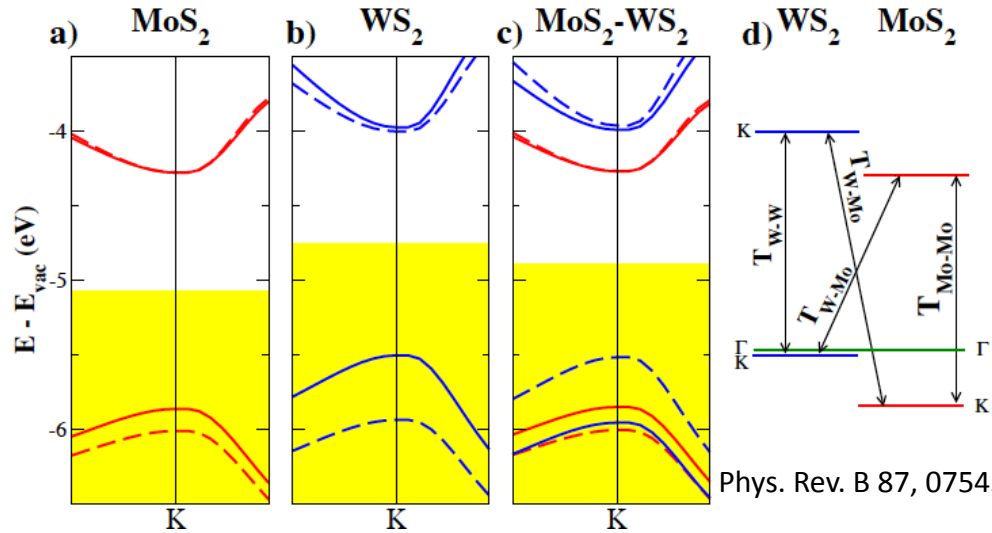 a) MoS2
b) WS2
c) MoS2-WS2
d) WS2 MoS2
E - Evac (eV)
-4
-5
-6
K
K
K
K
TW-W
TW-Mo
TW-Mo
TMo-Mo
Γ
K
Γ
K
Phys. Rev. B 87, 0754